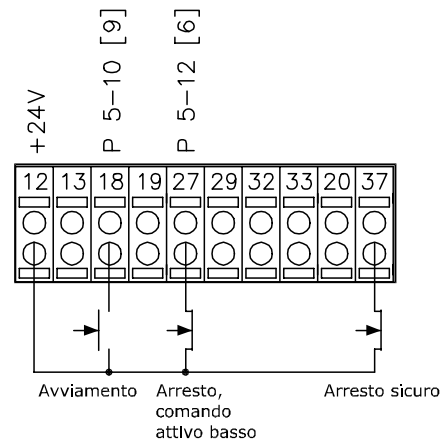 +24V
P 5-10 [9]
P 5-12 [6]
12 13 18 19 27 29 32 33 20 37
Avviamento
Arresto,
comando
attivo basso
Arresto sicuro